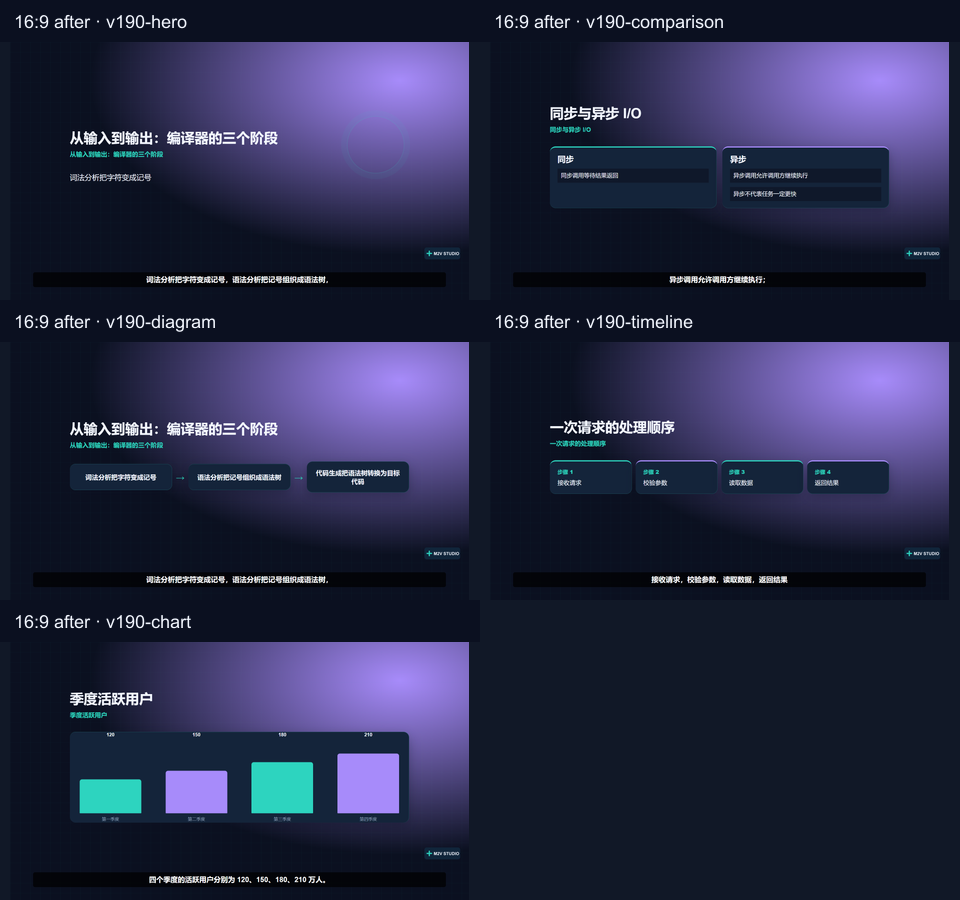 16:9 after · v190-hero
从输入到输出：编译器的三个阶段
从输入到输出：编译器的三个阶段
词法分析把字符变成记号
M2V STUDIO
词法分析把字符变成记号，语法分析把记号组织成语法树，
16:9 after · v190-comparison
同步与异步 I/O
同步与异步 I/O
同步
同步调用等待结果返回
异步
异步调用允许调用方继续执行
异步不代表任务一定更快
M2V STUDIO
异步调用允许调用方继续执行；
16:9 after · v190-diagram
从输入到输出：编译器的三个阶段
从输入到输出：编译器的三个阶段
词法分析把字符变成记号
→
语法分析把记号组织成语法树
→
代码生成把语法树转换为目标
代码
M2V STUDIO
词法分析把字符变成记号，语法分析把记号组织成语法树，
16:9 after · v190-timeline
一次请求的处理顺序
一次请求的处理顺序
步骤 1
接收请求
步骤 2
校验参数
步骤 3
读取数据
步骤 4
返回结果
M2V STUDIO
接收请求，校验参数，读取数据，返回结果
16:9 after · v190-chart
季度活跃用户
季度活跃用户
120
150
180
210
第一季度
第二季度
第三季度
第四季度
M2V STUDIO
四个季度的活跃用户分别为 120、150、180、210 万人。